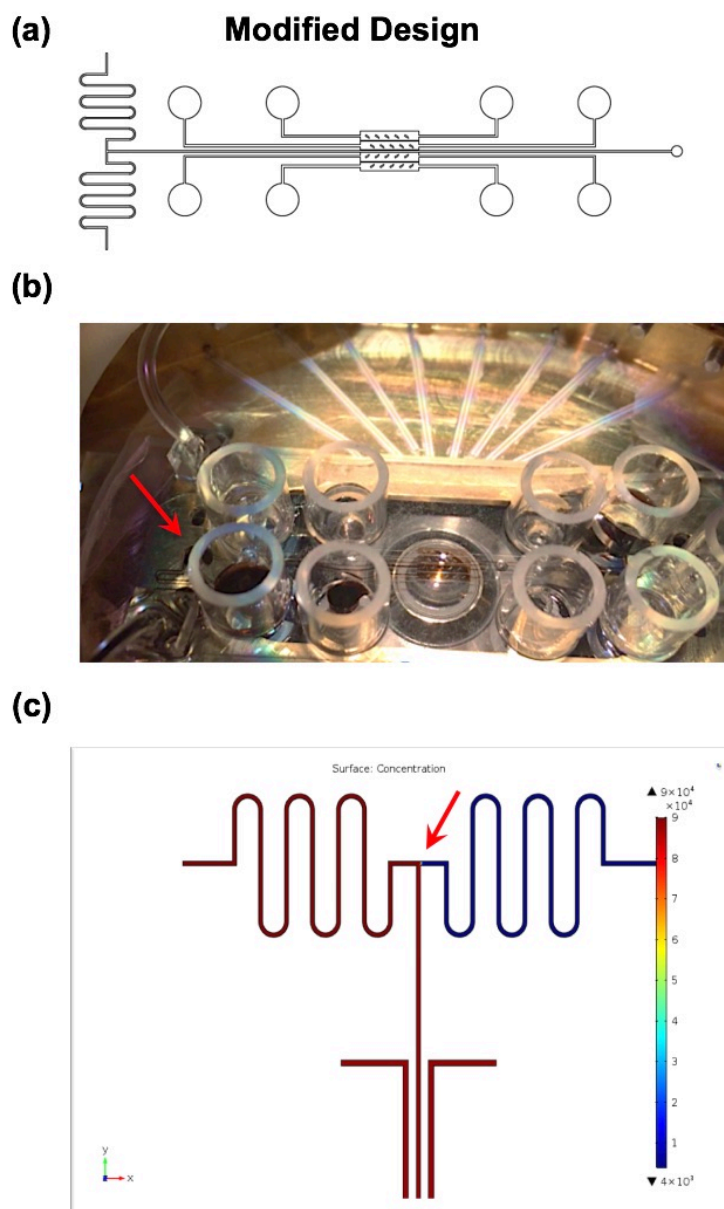 (a) Modified Design
(b)
(c)
Surface: Concentration
▲ 9×10⁴
×10⁴
9
8
7
6
5
4
3
2
1
▼ 4×10³
y
x